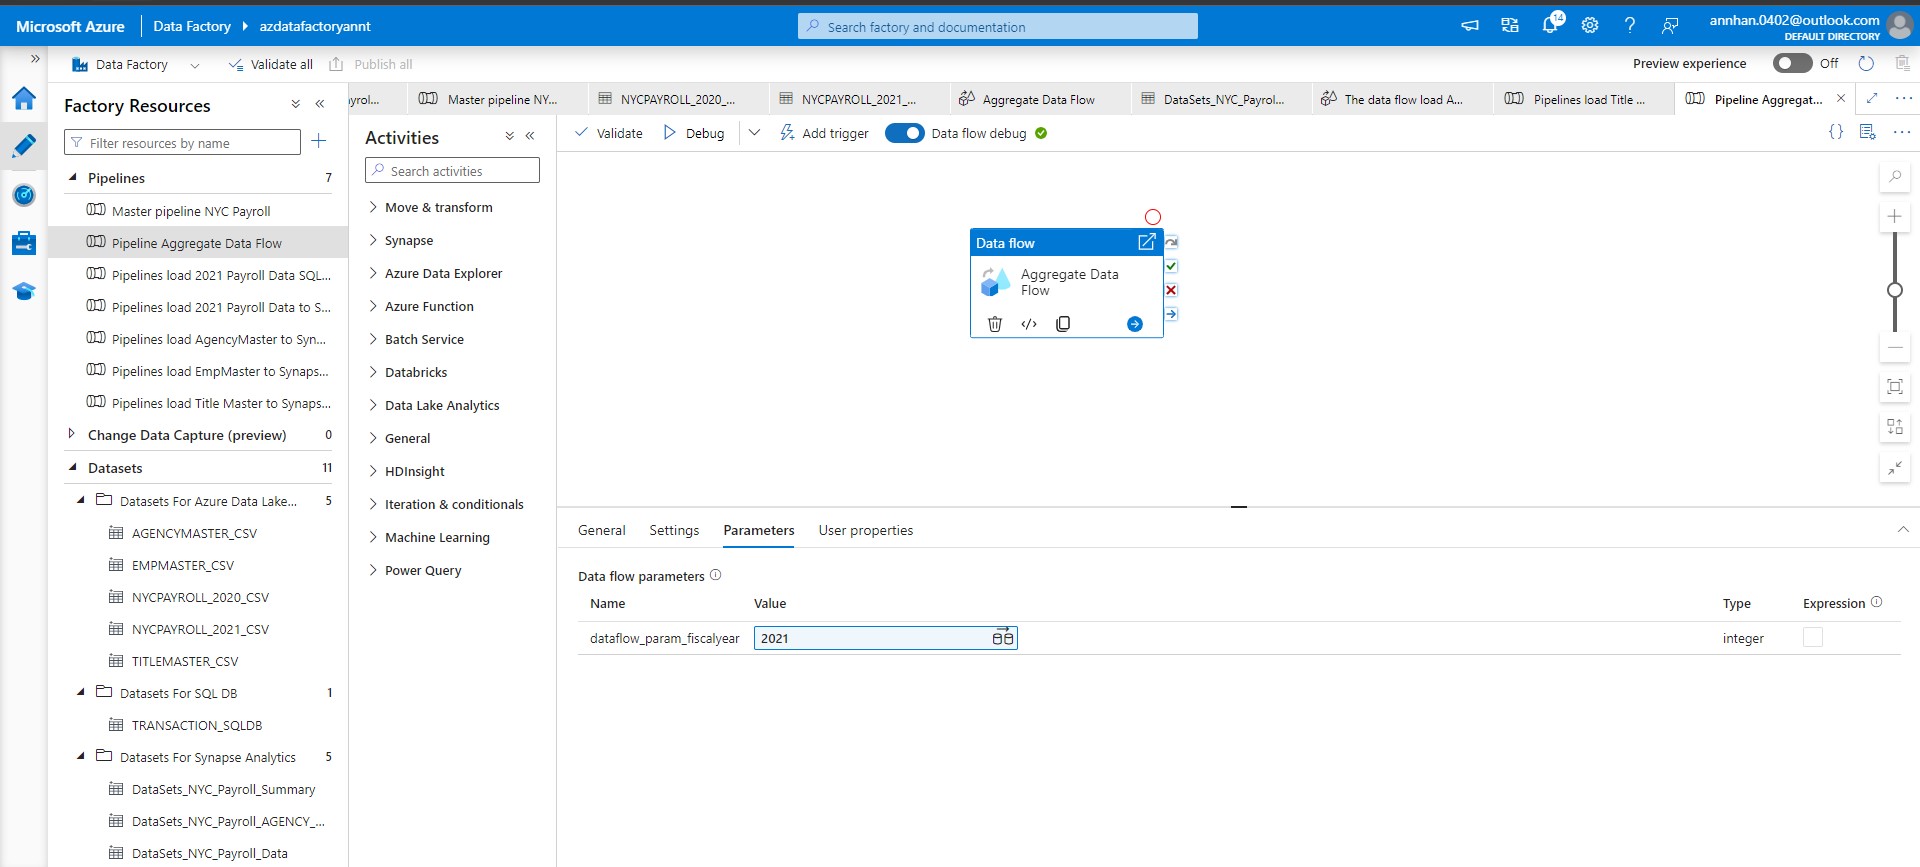 Microsoft Azure
Data Factory
azdatafactoryannt
Search factory and documentation
14
annhan.0402@outlook.com
DEFAULT DIRECTORY
Data Factory
Validate all
Publish all
Preview experience
Off
Factory Resources
Filter resources by name
Pipelines
7
Master pipeline NYC Payroll
Pipeline Aggregate Data Flow
Pipelines load 2021 Payroll Data SQL...
Pipelines load 2021 Payroll Data to S...
Pipelines load AgencyMaster to Syn...
Pipelines load EmpMaster to Synaps...
Pipelines load Title Master to Synaps...
Change Data Capture (preview)
0
Datasets
11
Datasets For Azure Data Lake...
5
AGENCYMASTER_CSV
EMPMASTER_CSV
NYCPAYROLL_2020_CSV
NYCPAYROLL_2021_CSV
TITLEMASTER_CSV
Datasets For SQL DB
1
TRANSACTION_SQLDB
Datasets For Synapse Analytics
5
DataSets_NYC_Payroll_Summary
DataSets_NYC_Payroll_AGENCY_...
DataSets_NYC_Payroll_Data
yrol...
Master pipeline NY...
NYCPAYROLL_2020_...
NYCPAYROLL_2021_...
Aggregate Data Flow
DataSets_NYC_Payrol...
The data flow load A...
Pipelines load Title ...
Pipeline Aggregat...
Activities
Search activities
Move & transform
Synapse
Azure Data Explorer
Azure Function
Batch Service
Databricks
Data Lake Analytics
General
HDInsight
Iteration & conditionals
Machine Learning
Power Query
Validate
Debug
Add trigger
Data flow debug
Data flow
Aggregate Data
Flow
General
Settings
Parameters
User properties
Data flow parameters
Name
Value
Type
Expression
dataflow_param_fiscalyear
2021
integer